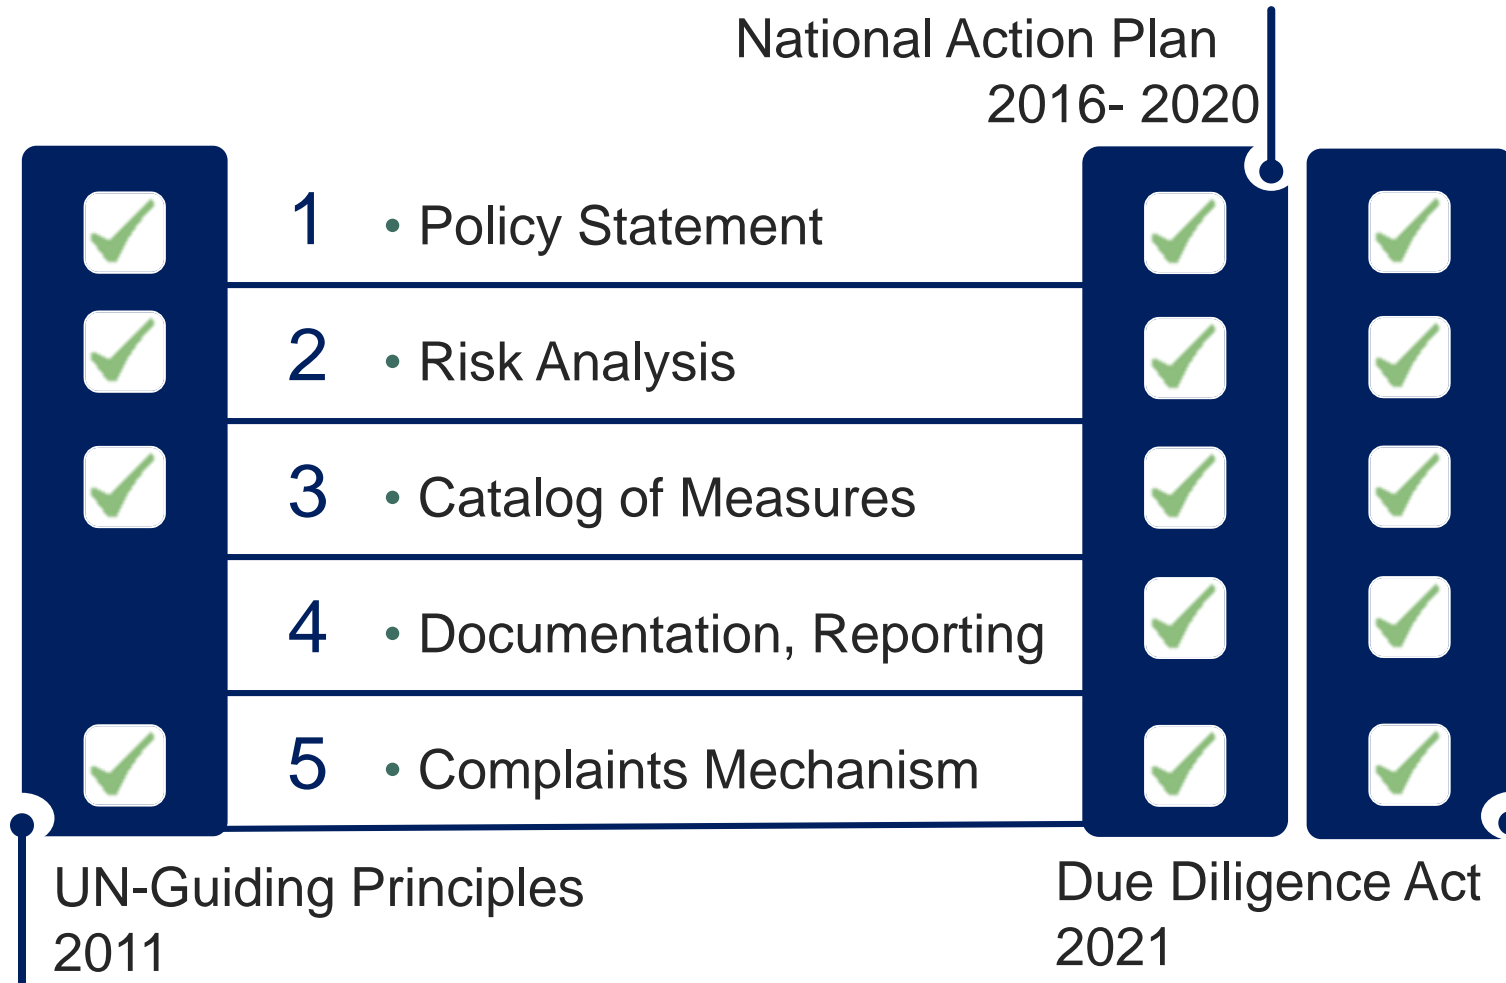 National Action Plan
2016- 2020
1 • Policy Statement
2 • Risk Analysis
3 • Catalog of Measures
4 • Documentation, Reporting
5 • Complaints Mechanism
UN-Guiding Principles
2011
Due Diligence Act
2021